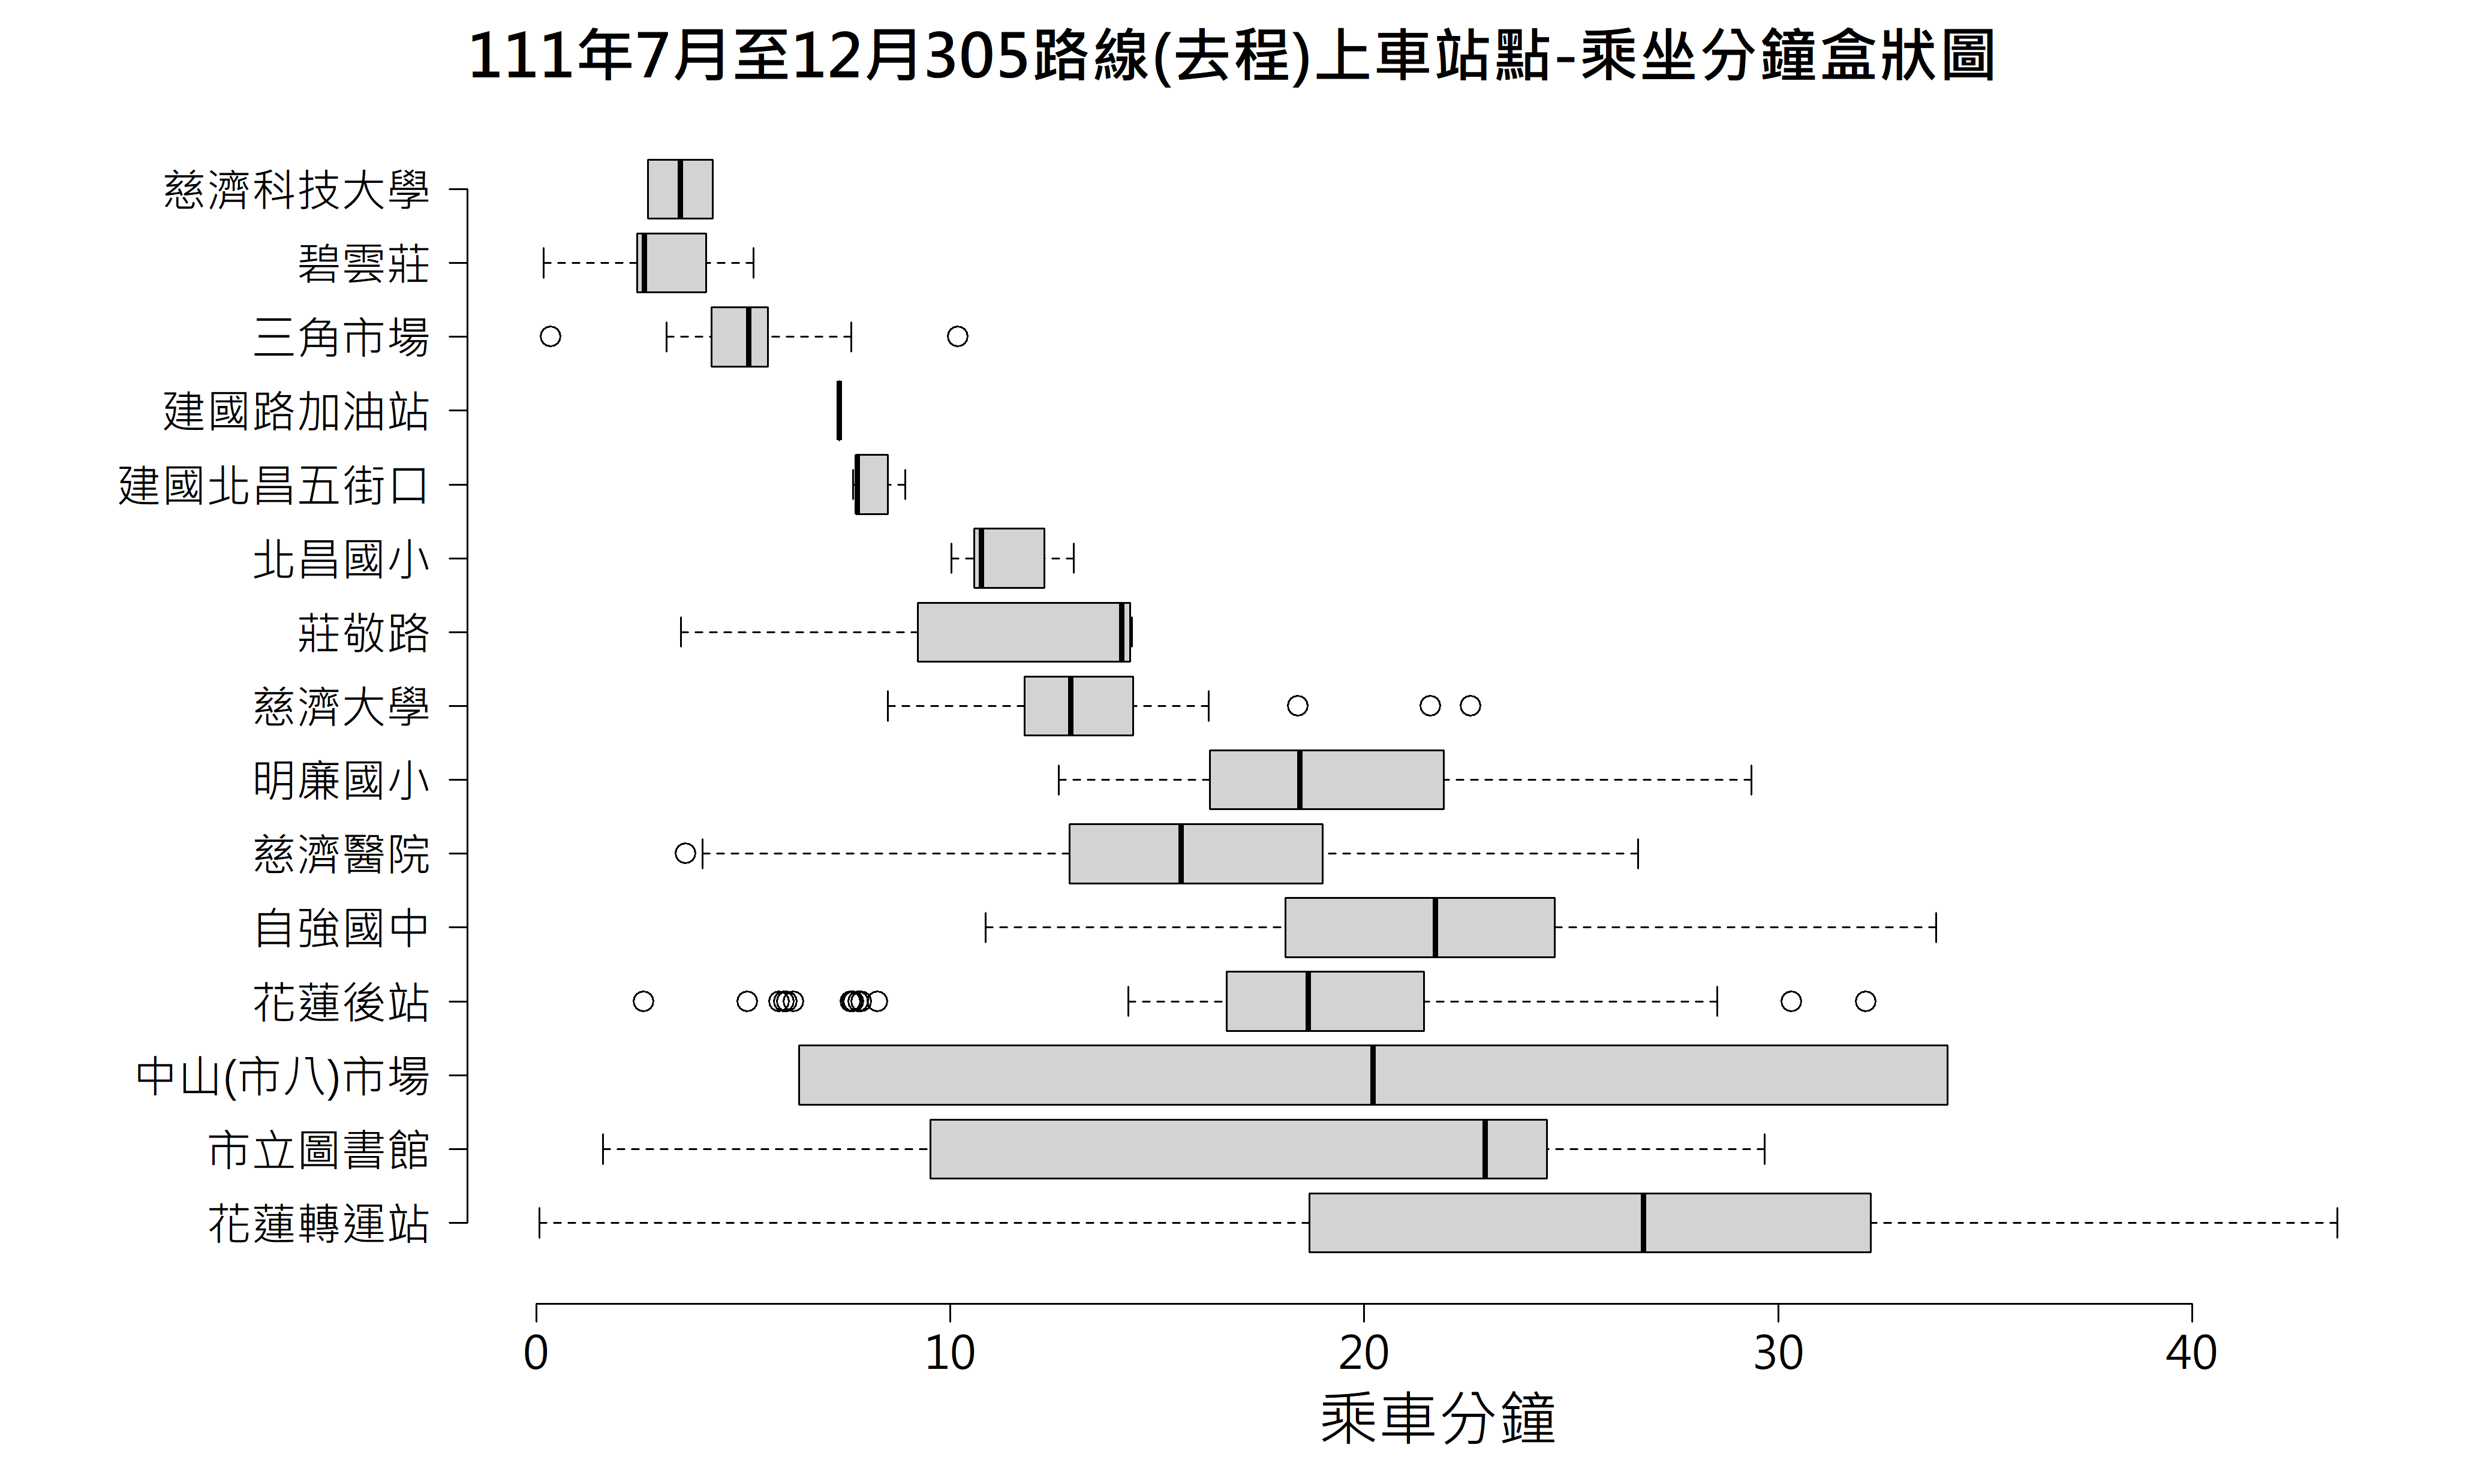 111年7月至12月305路線(去程)上車站點-乘坐分鐘盒狀圖
慈濟科技大學
碧雲莊
三角市場
建國路加油站
建國北昌五街口
北昌國小
莊敬路
慈濟大學
明廉國小
慈濟醫院
自強國中
花蓮後站
中山(市八)市場
市立圖書館
花蓮轉運站
0 10 20 30 40
乘車分鐘